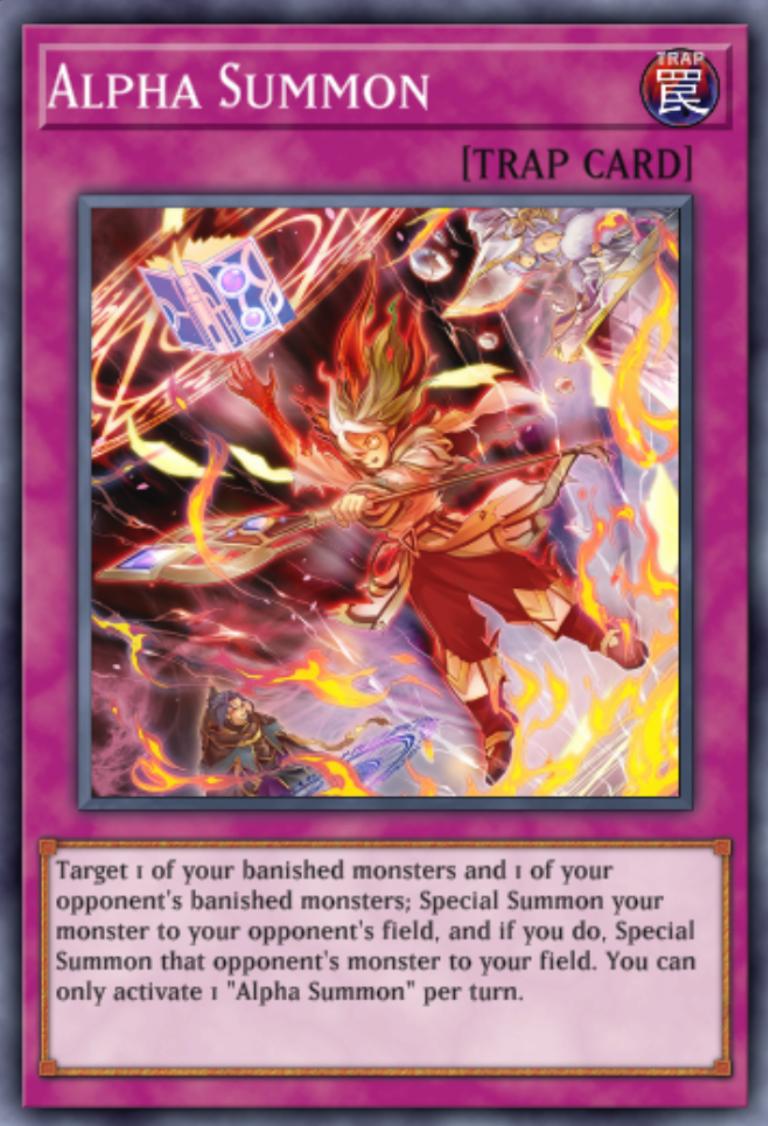 ALPHA SUMMON
TRAP
罠
[TRAP CARD]
Target 1 of your banished monsters and 1 of your
opponent's banished monsters; Special Summon your
monster to your opponent's field, and if you do, Special
Summon that opponent's monster to your field. You can
only activate 1 "Alpha Summon" per turn.